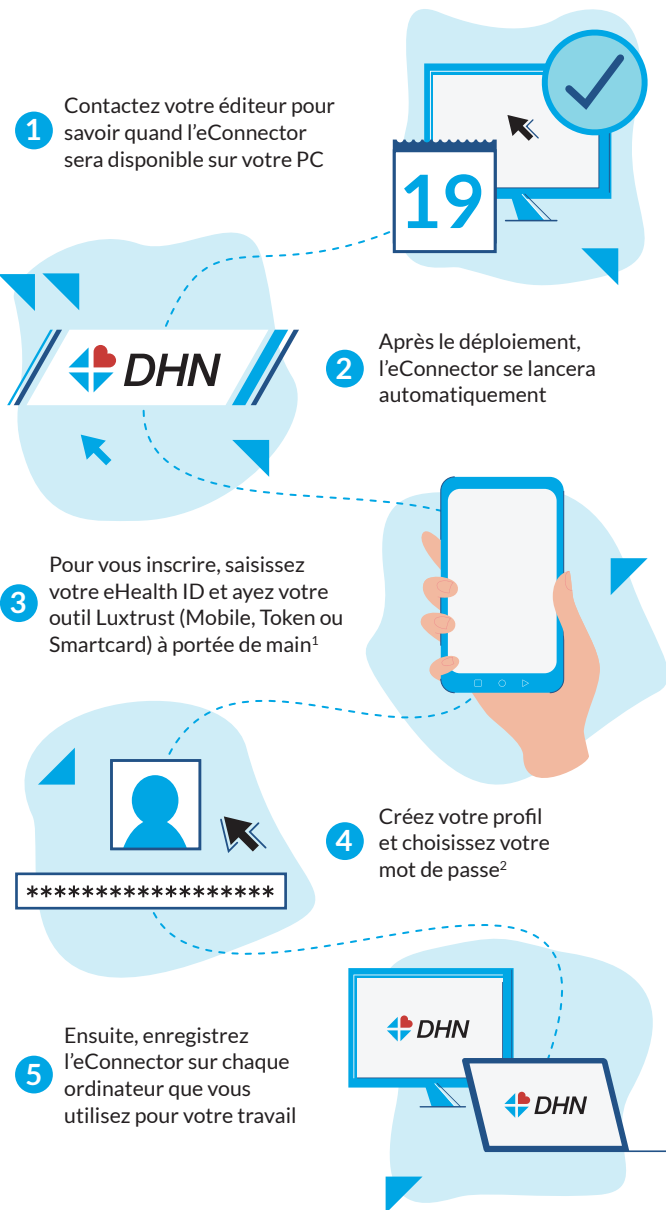 1
Contactez votre éditeur pour
savoir quand l’eConnector
sera disponible sur votre PC
19
DHN
2
Après le déploiement,
l’eConnector se lancera
automatiquement
3
Pour vous inscrire, saisissez
votre eHealth ID et ayez votre
outil Luxtrust (Mobile, Token ou
Smartcard) à portée de main¹
4
Créez votre profil
et choisissez votre
mot de passe²
******************
5
Ensuite, enregistrez
l’eConnector sur chaque
ordinateur que vous
utilisez pour votre travail
DHN
DHN